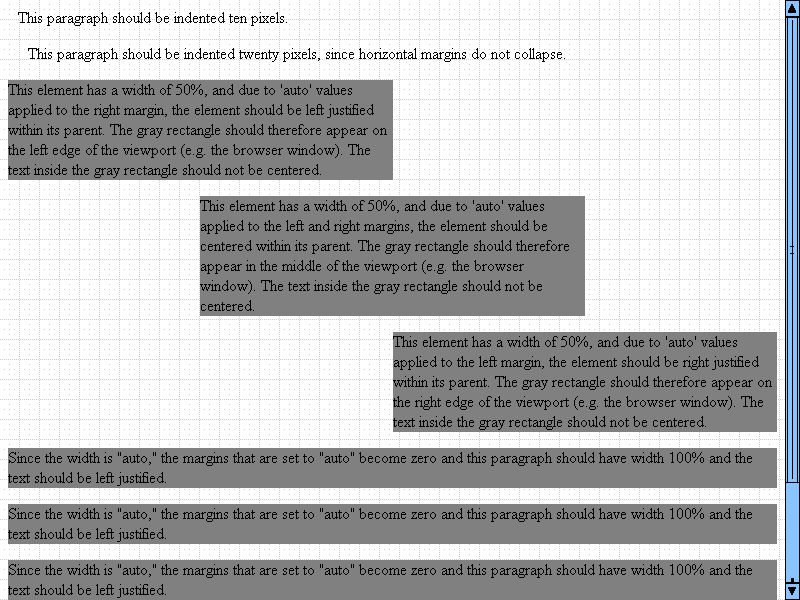 This paragraph should be indented ten pixels.
This paragraph should be indented twenty pixels, since horizontal margins do not collapse.
This element has a width of 50%, and due to 'auto' values
applied to the right margin, the element should be left justified
within its parent. The gray rectangle should therefore appear on
the left edge of the viewport (e.g. the browser window). The
text inside the gray rectangle should not be centered.
This element has a width of 50%, and due to 'auto' values
applied to the left and right margins, the element should be
centered within its parent. The gray rectangle should therefore
appear in the middle of the viewport (e.g. the browser
window). The text inside the gray rectangle should not be
centered.
This element has a width of 50%, and due to 'auto' values
applied to the left margin, the element should be right justified
within its parent. The gray rectangle should therefore appear on
the right edge of the viewport (e.g. the browser window). The
text inside the gray rectangle should not be centered.
Since the width is "auto," the margins that are set to "auto" become zero and this paragraph should have width 100% and the
text should be left justified.
Since the width is "auto," the margins that are set to "auto" become zero and this paragraph should have width 100% and the
text should be left justified.
Since the width is "auto," the margins that are set to "auto" become zero and this paragraph should have width 100% and the
text should be left justified.